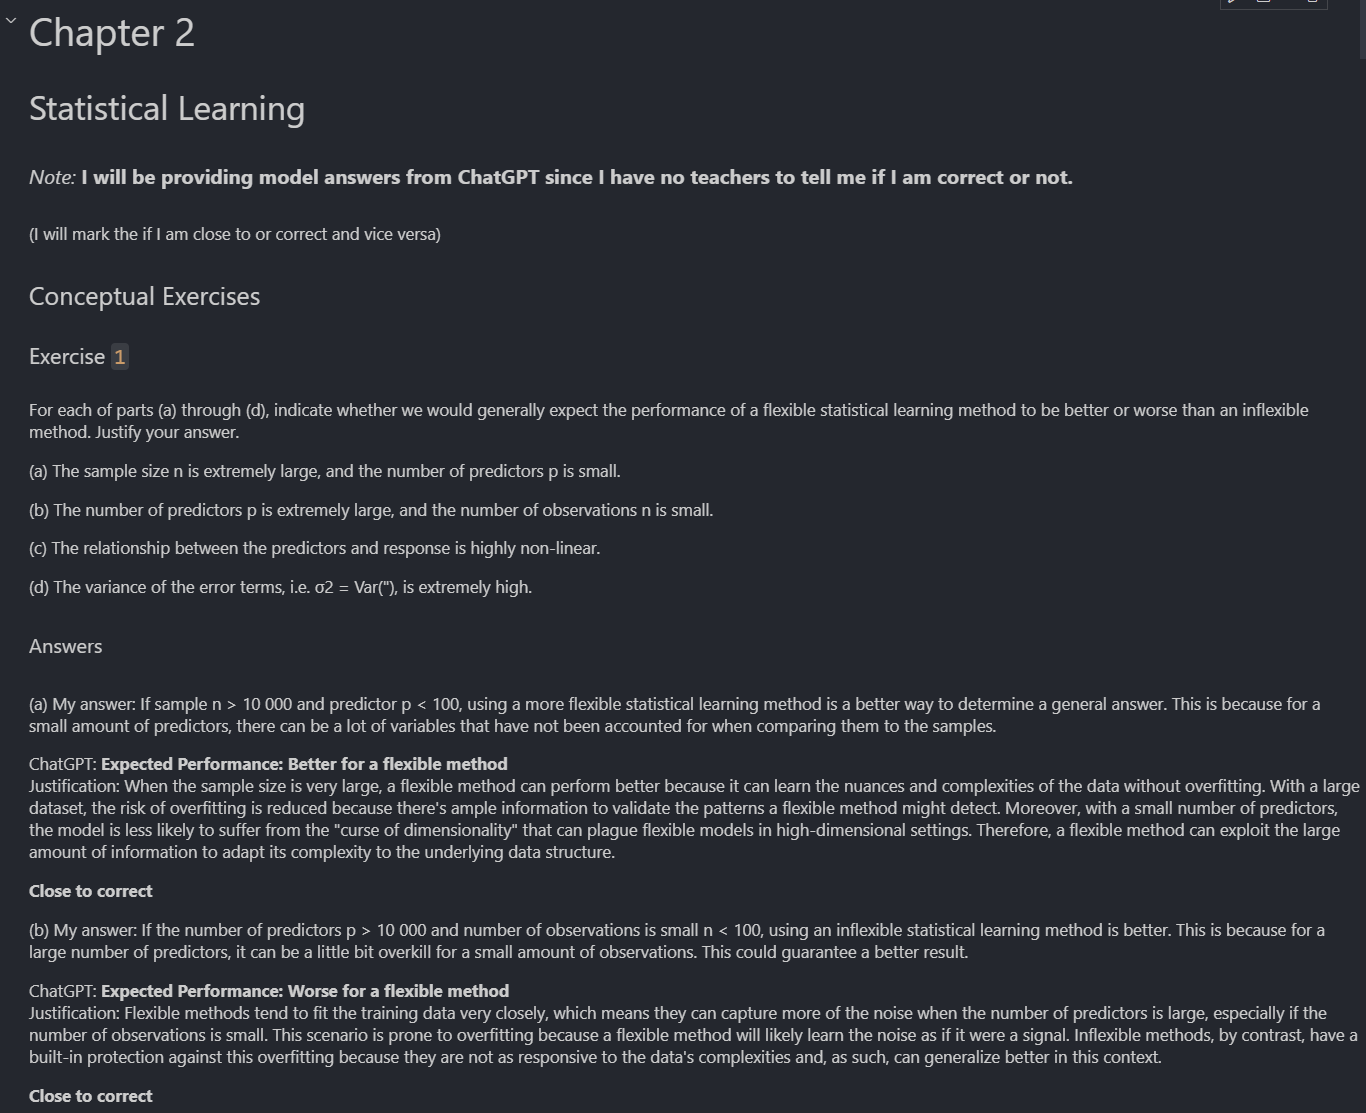 Chapter 2
Statistical Learning
Note: I will be providing model answers from ChatGPT since I have no teachers to tell me if I am correct or not.
(I will mark the if I am close to or correct and vice versa)
Conceptual Exercises
Exercise 1
For each of parts (a) through (d), indicate whether we would generally expect the performance of a flexible statistical learning method to be better or worse than an inflexible
method. Justify your answer.
(a) The sample size n is extremely large, and the number of predictors p is small.
(b) The number of predictors p is extremely large, and the number of observations n is small.
(c) The relationship between the predictors and response is highly non-linear.
(d) The variance of the error terms, i.e. σ2 = Var("), is extremely high.
Answers
(a) My answer: If sample n > 10 000 and predictor p < 100, using a more flexible statistical learning method is a better way to determine a general answer. This is because for a
small amount of predictors, there can be a lot of variables that have not been accounted for when comparing them to the samples.
ChatGPT: Expected Performance: Better for a flexible method
Justification: When the sample size is very large, a flexible method can perform better because it can learn the nuances and complexities of the data without overfitting. With a large
dataset, the risk of overfitting is reduced because there's ample information to validate the patterns a flexible method might detect. Moreover, with a small number of predictors,
the model is less likely to suffer from the "curse of dimensionality" that can plague flexible models in high-dimensional settings. Therefore, a flexible method can exploit the large
amount of information to adapt its complexity to the underlying data structure.
Close to correct
(b) My answer: If the number of predictors p > 10 000 and number of observations is small n < 100, using an inflexible statistical learning method is better. This is because for a
large number of predictors, it can be a little bit overkill for a small amount of observations. This could guarantee a better result.
ChatGPT: Expected Performance: Worse for a flexible method
Justification: Flexible methods tend to fit the training data very closely, which means they can capture more of the noise when the number of predictors is large, especially if the
number of observations is small. This scenario is prone to overfitting because a flexible method will likely learn the noise as if it were a signal. Inflexible methods, by contrast, have a
built-in protection against this overfitting because they are not as responsive to the data's complexities and, as such, can generalize better in this context.
Close to correct